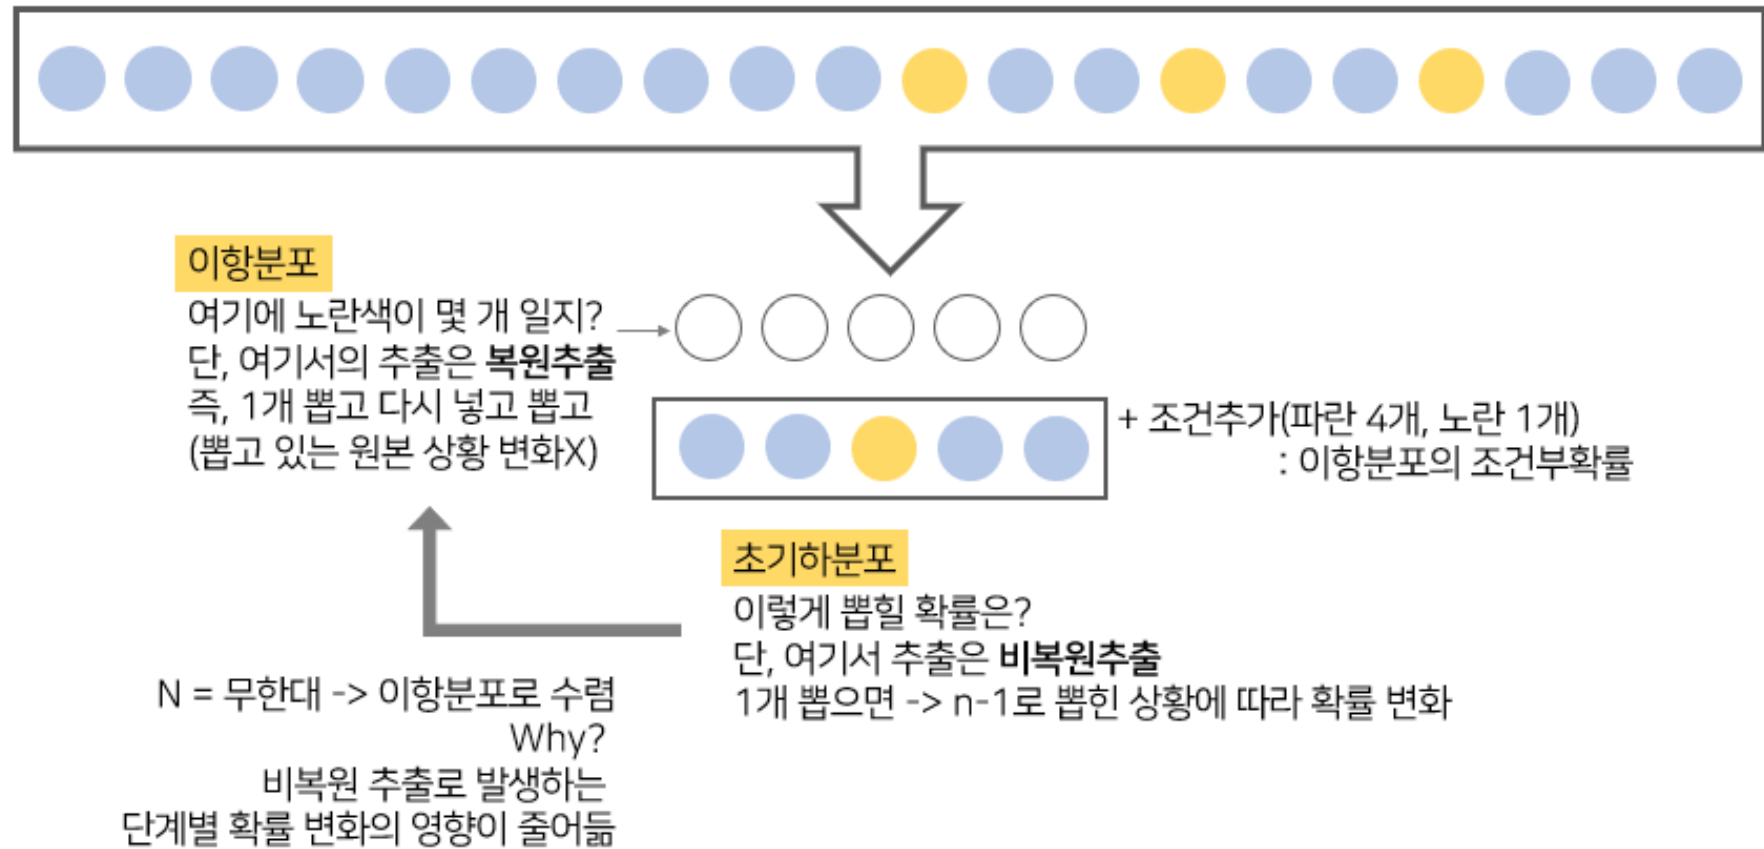 이항분포
여기에 노란색이 몇 개 일지?
단, 여기서의 추출은 복원추출
즉, 1개 뽑고 다시 넣고 뽑고
(뽑고 있는 원본 상황 변화X)
+ 조건추가(파란 4개, 노란 1개)
: 이항분포의 조건부확률
초기하분포
이렇게 뽑힐 확률은?
단, 여기서 추출은 비복원추출
1개 뽑으면 -> n-1로 뽑힌 상황에 따라 확률 변화
N = 무한대 -> 이항분포로 수렴
Why?
비복원 추출로 발생하는
단계별 확률 변화의 영향이 줄어듦